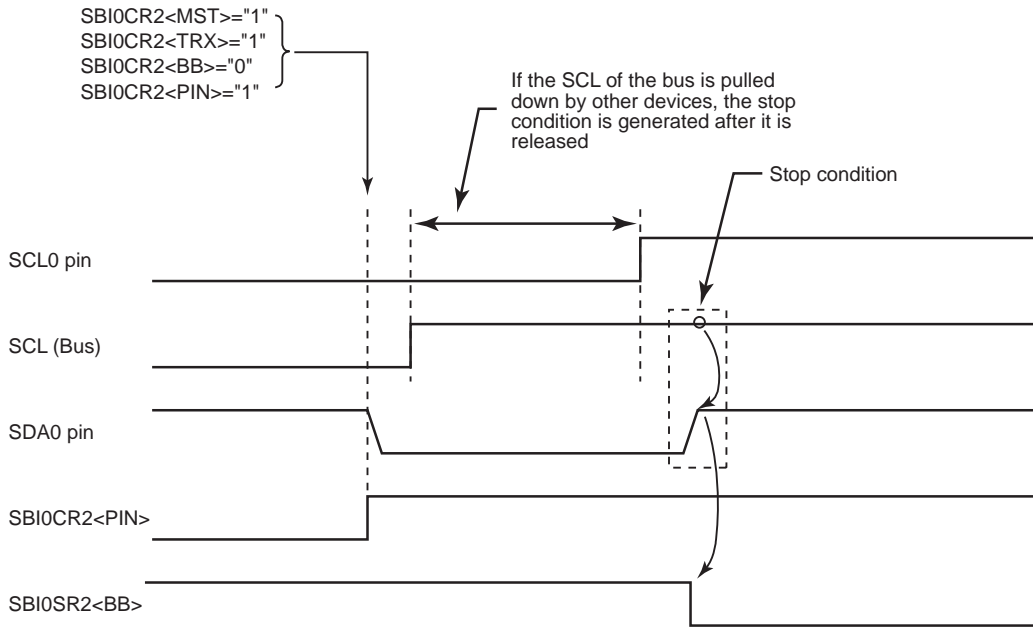 SBI0CR2<MST>="1"
SBI0CR2<TRX>="1"
SBI0CR2<BB>="0"
SBI0CR2<PIN>="1"
If the SCL of the bus is pulled
down by other devices, the stop
condition is generated after it is
released
Stop condition
SCL0 pin
SCL (Bus)
SDA0 pin
SBI0CR2<PIN>
SBI0SR2<BB>